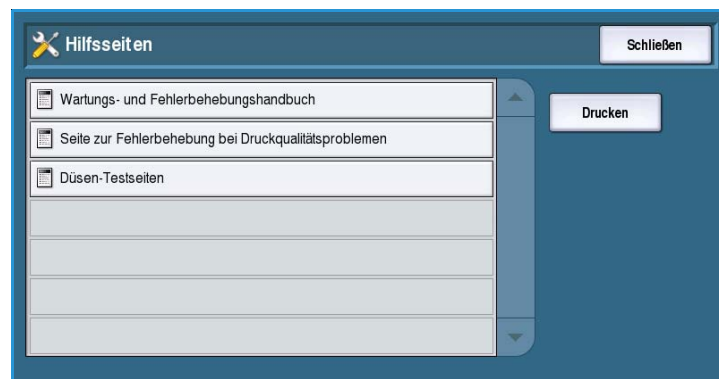 Hilfsseiten
Schließen
Wartungs- und Fehlerbehebungshandbuch
Drucken
Seite zur Fehlerbehebung bei Druckqualitätsproblemen
Düsen-Testseiten